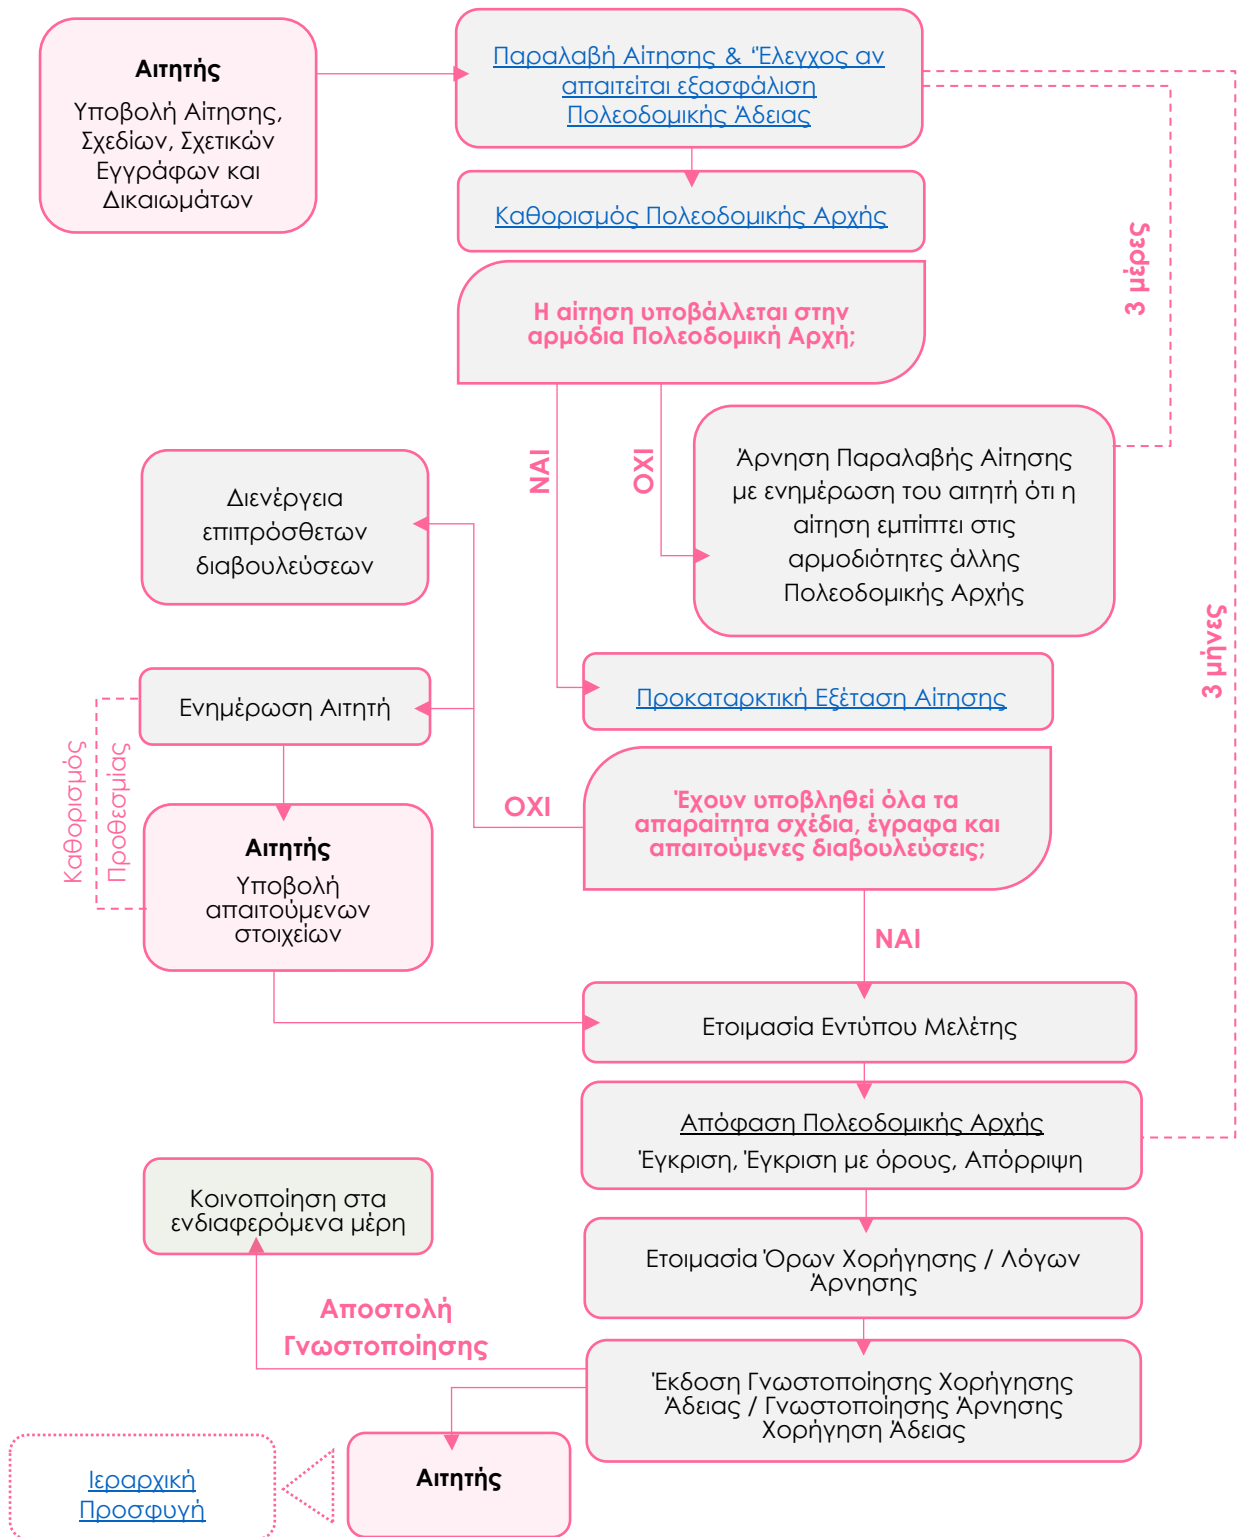 Αιτητής
Υποβολή Αίτησης,
Σχεδίων, Σχετικών
Εγγράφων και
Δικαιωμάτων
Παραλαβή Αίτησης & Έλεγχος αν
απαιτείται εξασφάλιση
Πολεοδομικής Άδειας
Καθορισμός Πολεοδομικής Αρχής
Η αίτηση υποβάλλεται στην
αρμόδια Πολεοδομική Αρχή;
3 μέρες
ΝΑΙ
ΟΧΙ
Άρνηση Παραλαβής Αίτησης
με ενημέρωση του αιτητή ότι η
αίτηση εμπίπτει στις
αρμοδιότητες άλλης
Πολεοδομικής Αρχής
Διενέργεια
επιπρόσθετων
διαβουλεύσεων
3 μήνες
Προκαταρκτική Εξέταση Αίτησης
Ενημέρωση Αιτητή
Καθορισμός
Προθεσμίας
Έχουν υποβληθεί όλα τα
απαραίτητα σχέδια, έγραφα και
απαιτούμενες διαβουλεύσεις;
ΟΧΙ
Αιτητής
Υποβολή
απαιτούμενων
στοιχείων
ΝΑΙ
Ετοιμασία Εντύπου Μελέτης
Απόφαση Πολεοδομικής Αρχής
Έγκριση, Έγκριση με όρους, Απόρριψη
Κοινοποίηση στα
ενδιαφερόμενα μέρη
Ετοιμασία Όρων Χορήγησης / Λόγων
Άρνησης
Αποστολή
Γνωστοποίησης
Έκδοση Γνωστοποίησης Χορήγησης
Άδειας / Γνωστοποίησης Άρνησης
Χορήγηση Άδειας
Αιτητής
Ιεραρχική
Προσφυγή